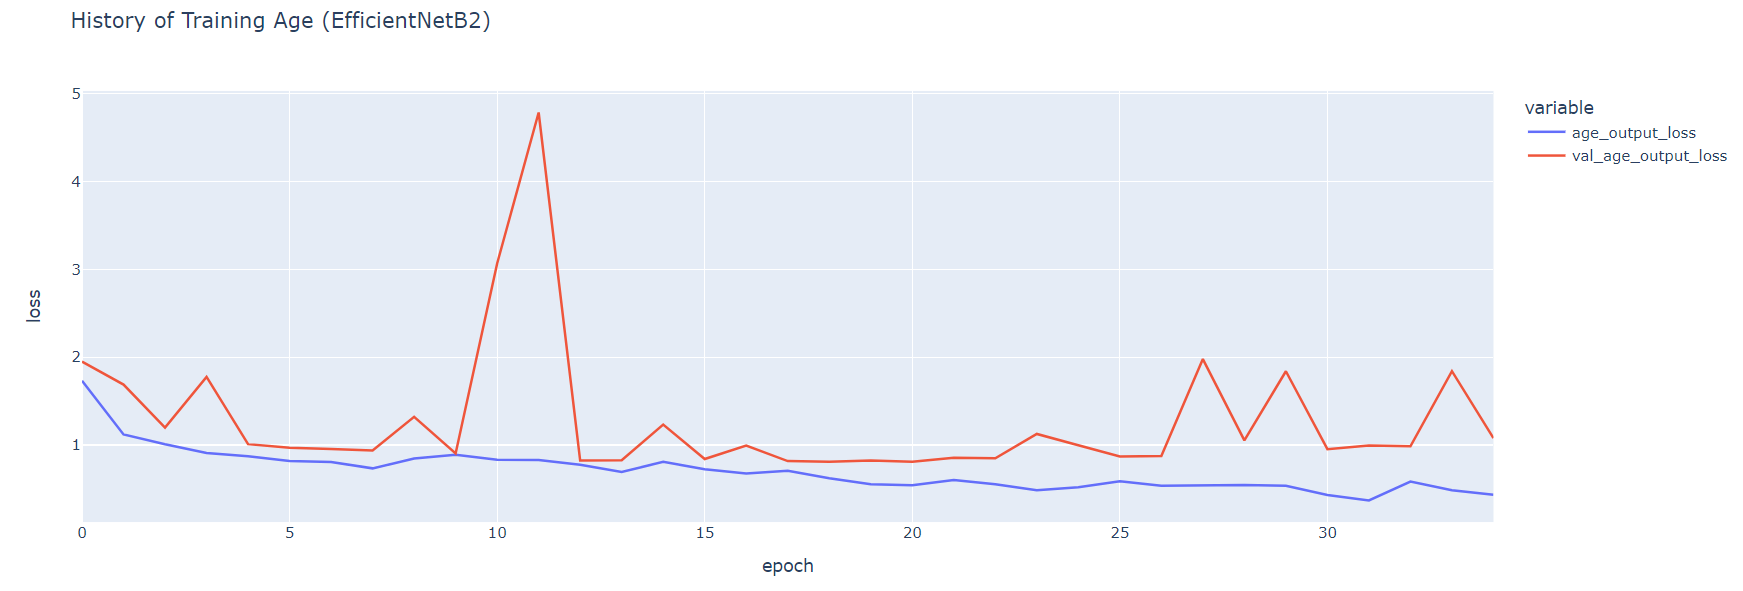 History of Training Age (EfficientNetB2)
variable
age_output_loss
val_age_output_loss
loss
5
4
3
2
1
0 5 10 15 20 25 30
epoch